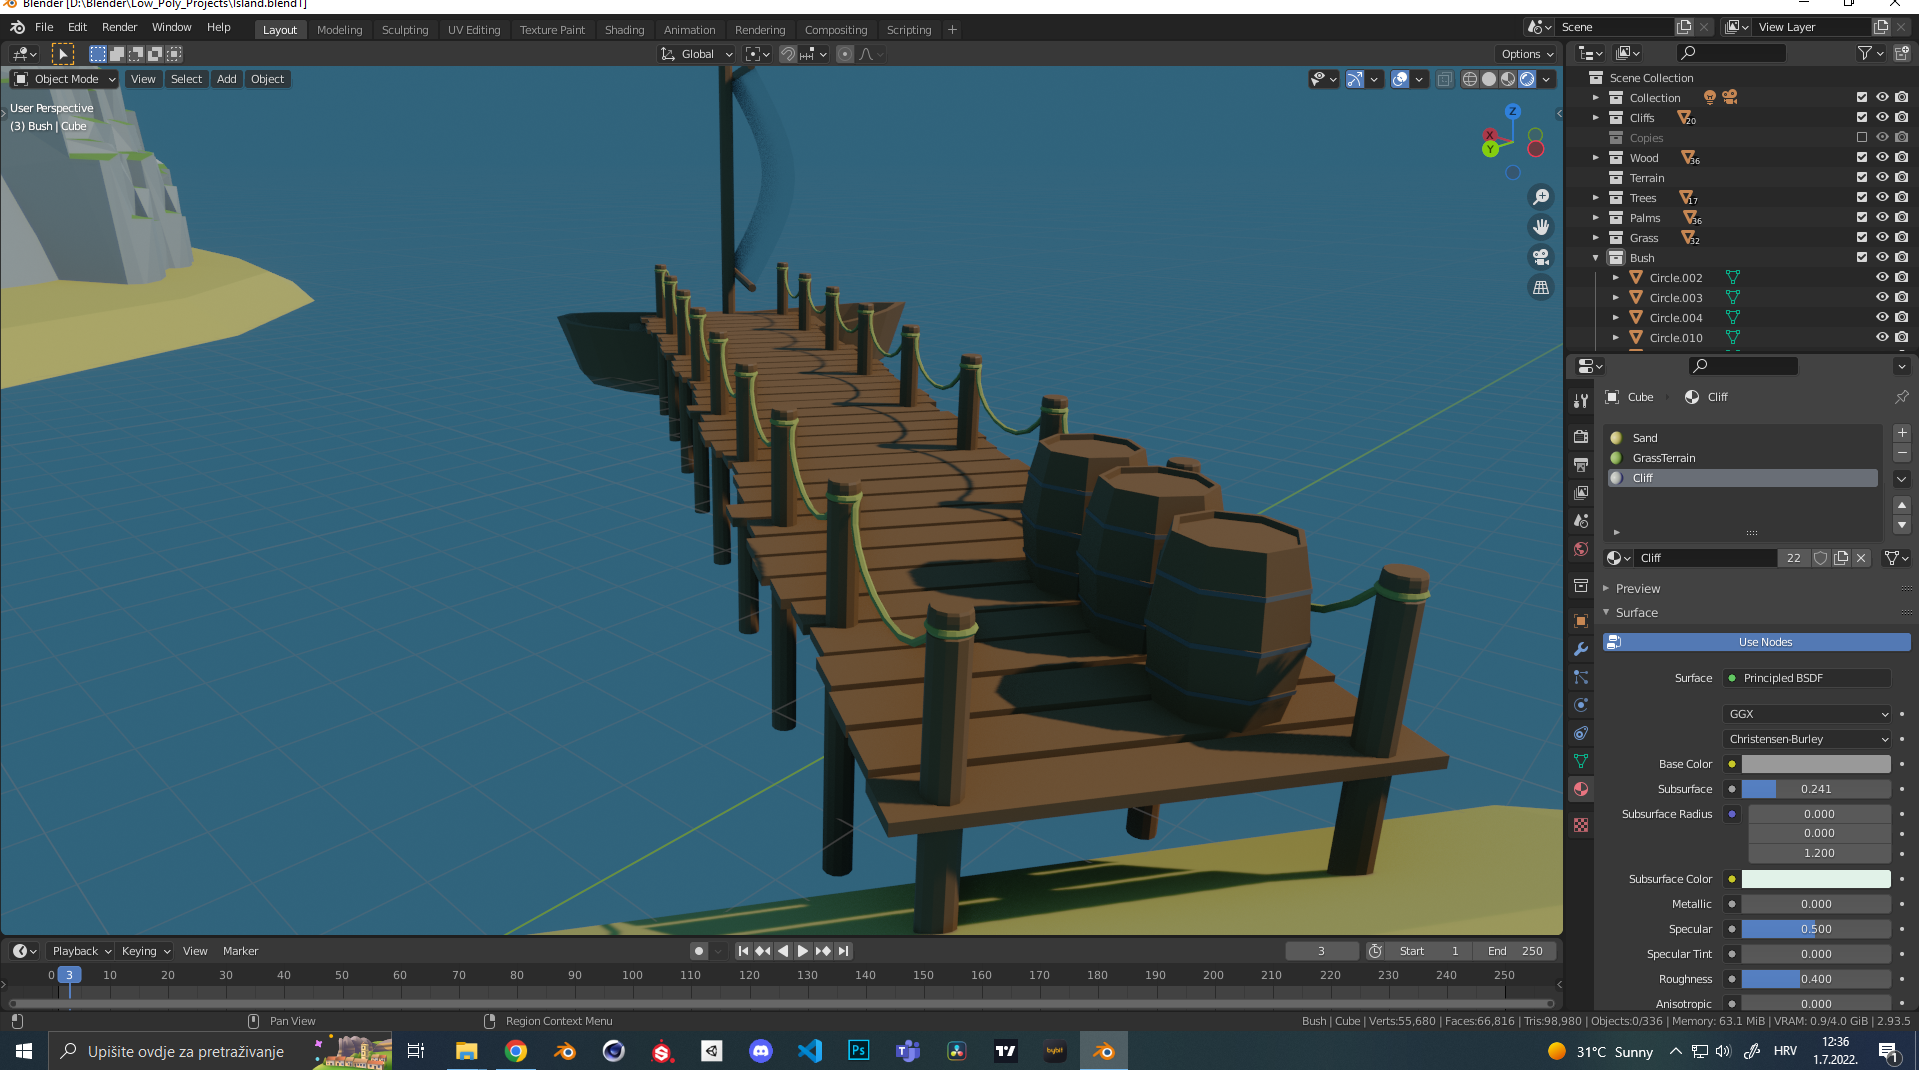 Blender [D:\Blender\Low_Poly_Projects\Island.blend1]
File Edit Render Window Help
Layout Modeling Sculpting UV Editing Texture Paint Shading Animation Rendering Compositing Scripting +
Scene
View Layer
Global
Options
Object Mode View Select Add Object
User Perspective
(3) Bush | Cube
Z
X
Y
Scene Collection
Collection
Cliffs 20
Copies
Wood 36
Terrain
Trees 17
Palms 36
Grass 32
Bush
Circle.002
Circle.003
Circle.004
Circle.010
Cube Cliff
Sand
GrassTerrain
Cliff
Cliff 22
Preview
Surface
Use Nodes
Surface Principled BSDF
GGX
Christensen-Burley
Base Color
Subsurface 0.241
Subsurface Radius 0.000
0.000
1.200
Subsurface Color
Metallic 0.000
Specular 0.500
Specular Tint 0.000
Roughness 0.400
Anisotropic 0.000
Playback Keying View Marker
3 Start 1 End 250
0 3 10 20 30 40 50 60 70 80 90 100 110 120 130 140 150 160 170 180 190 200 210 220 230 240 250
Pan View
Region Context Menu
Bush | Cube | Verts:55,680 | Faces:66,816 | Tris:98,980 | Objects:0/336 | Memory: 63.1 MiB | VRAM: 0.9/4.0 GiB | 2.93.5
Upišite ovdje za pretraživanje
Ps
bybit
31°C Sunny
HRV
12:36
1.7.2022.
1